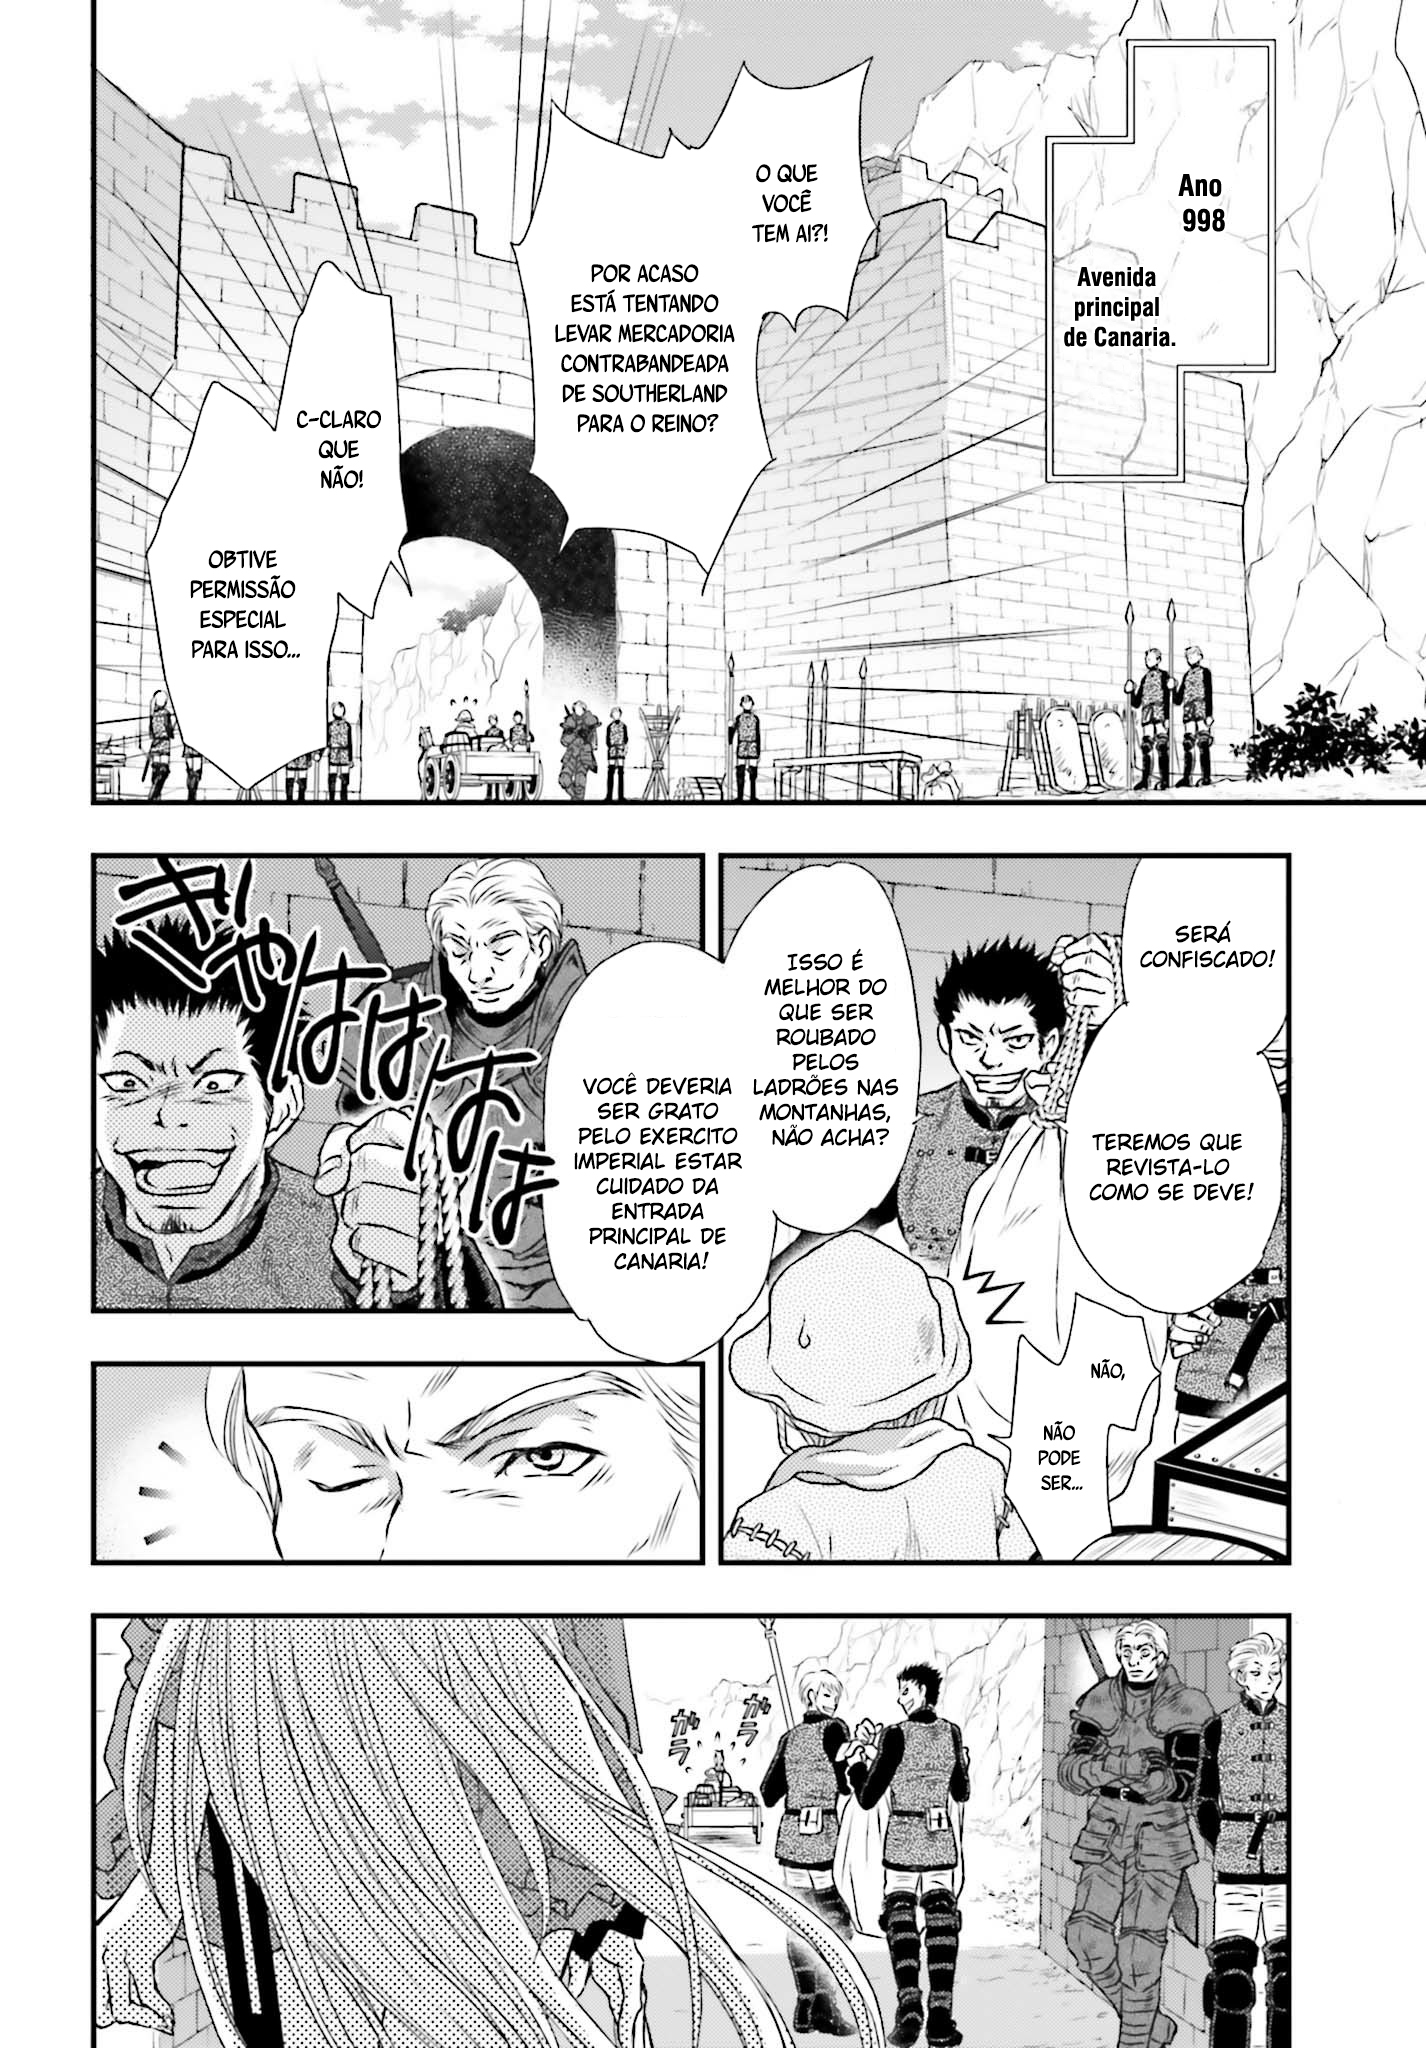 Ano
998
Avenida
principal
de Canaria.
O QUE
VOCÊ
TEM AI?!
POR ACASO
ESTÁ TENTANDO
LEVAR MERCADORIA
CONTRABANDEADA
DE SOUTHERLAND
PARA O REINO?
C-CLARO
QUE
NÃO!
OBTIVE
PERMISSÃO
ESPECIAL
PARA ISSO...
SERÁ
CONFISCADO!
TEREMOS QUE
REVISTA-LO
COMO SE DEVE!
ISSO É
MELHOR DO
QUE SER
ROUBADO
PELOS
LADRÕES NAS
MONTANHAS,
NÃO ACHA?
NÃO,
NÃO
PODE
SER...
VOCÊ DEVERIA
SER GRATO
PELO EXERCITO
IMPERIAL ESTAR
CUIDADO DA
ENTRADA
PRINCIPAL DE
CANARIA!
ぎゃははははは
ガラ
ガラ